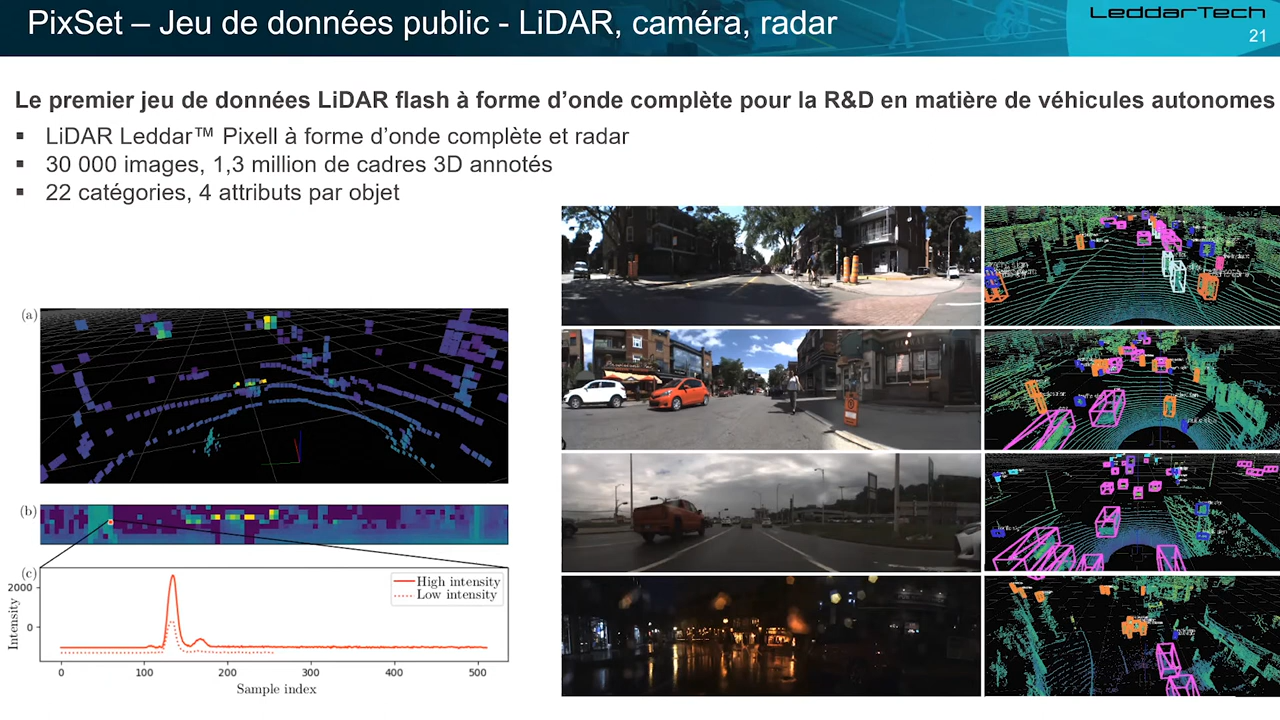 PixSet – Jeu de données public - LiDAR, caméra, radar
LeddarTech
21
Le premier jeu de données LiDAR flash à forme d’onde complète pour la R&D en matière de véhicules autonomes
▪ LiDAR Leddar™ Pixell à forme d’onde complète et radar
▪ 30 000 images, 1,3 million de cadres 3D annotés
▪ 22 catégories, 4 attributs par objet
(a)
(b)
(c)
2000
0
Intensity
High intensity
Low intensity
0 100 200 300 400 500
Sample index